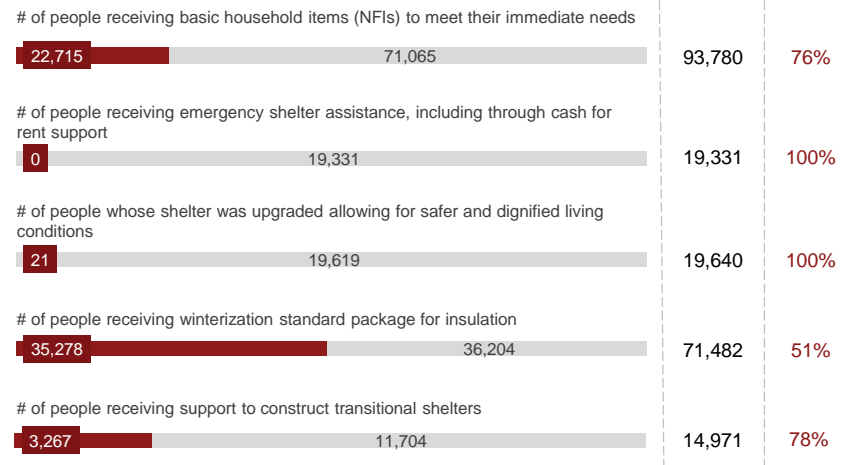 # of people receiving basic household items (NFIs) to meet their immediate needs
22,715 71,065 93,780 76%
# of people receiving emergency shelter assistance, including through cash for
rent support
0 19,331 19,331 100%
# of people whose shelter was upgraded allowing for safer and dignified living
conditions
21 19,619 19,640 100%
# of people receiving winterization standard package for insulation
35,278 36,204 71,482 51%
# of people receiving support to construct transitional shelters
3,267 11,704 14,971 78%